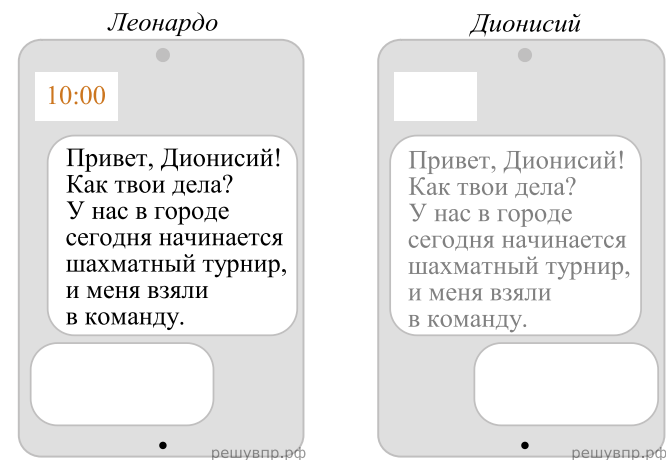 Леонардо
10:00
Привет, Дионисий!
Как твои дела?
У нас в городе
сегодня начинается
шахматный турнир,
и меня взяли
в команду.
решувпр.рф
Дионисий
Привет, Дионисий!
Как твои дела?
У нас в городе
сегодня начинается
шахматный турнир,
и меня взяли
в команду.
решувпр.рф